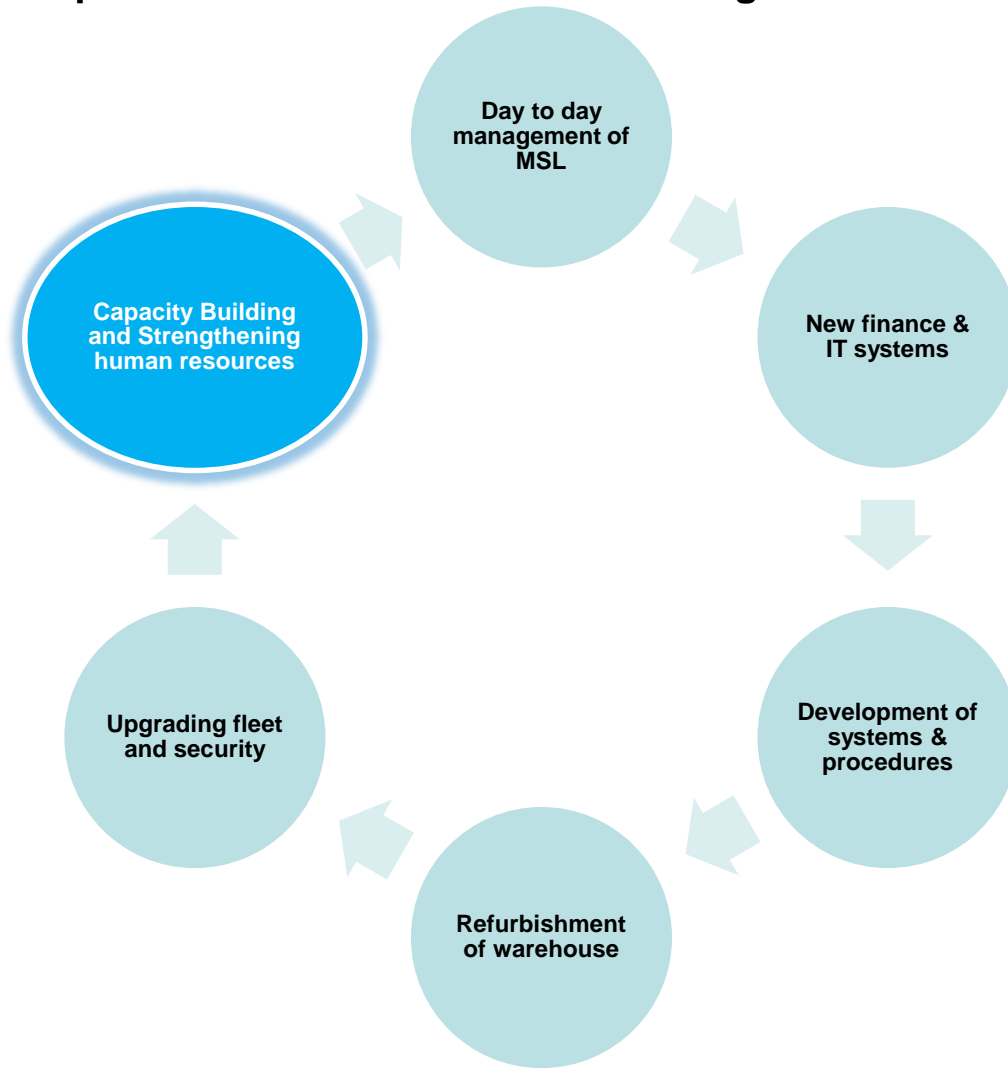 Day to day
management of
MSL
New finance &
IT systems
Development of
systems &
procedures
Refurbishment
of warehouse
Upgrading fleet
and security
Capacity Building
and Strengthening
human resources